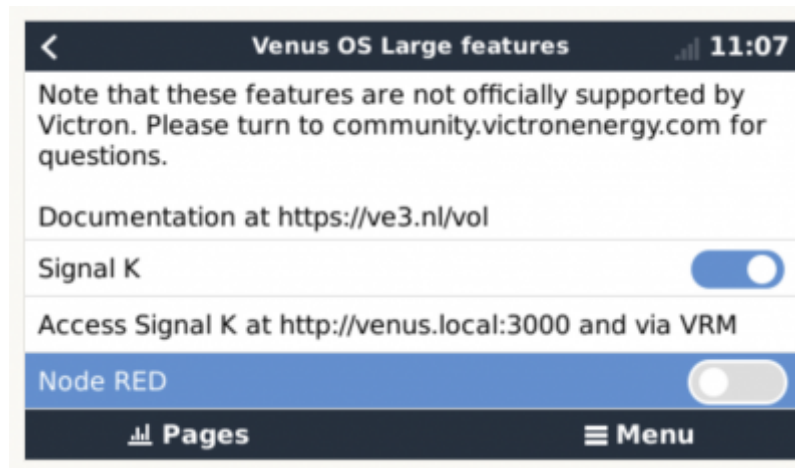 Venus OS Large features
11:07
Note that these features are not officially supported by
Victron. Please turn to community.victronenergy.com for
questions.
Documentation at https://ve3.nl/vol
Signal K
Access Signal K at http://venus.local:3000 and via VRM
Node RED
Pages
Menu